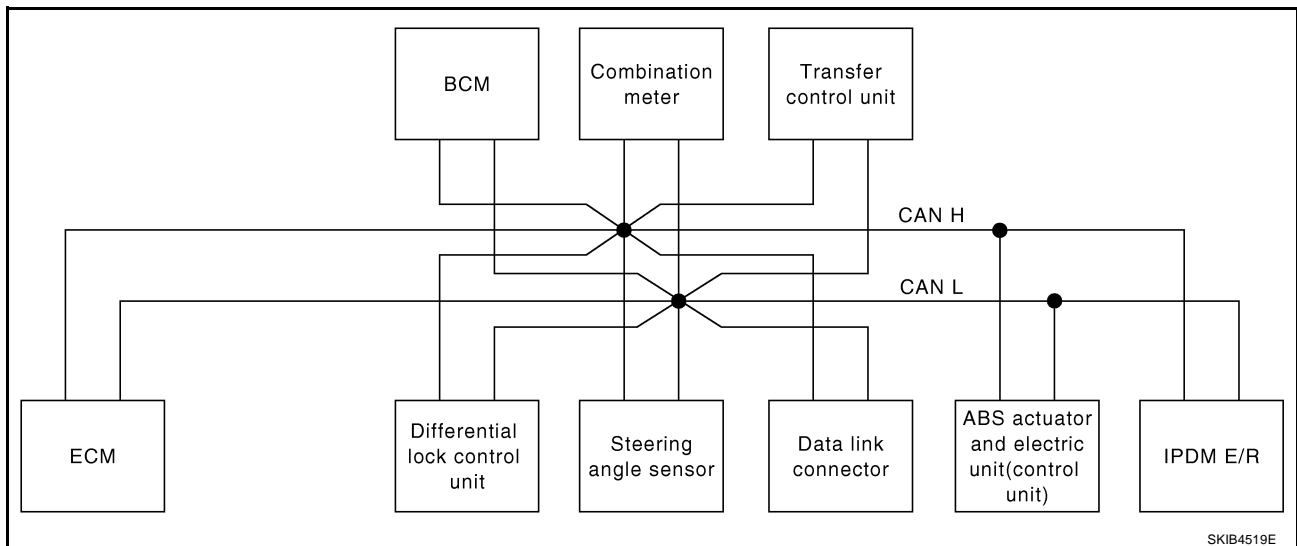 BCM
Combination
meter
Transfer
control unit
CAN H
CAN L
ECM
Differential
lock control
unit
Steering
angle sensor
Data link
connector
ABS actuator
and electric
unit(control
unit)
IPDM E/R
SKIB4519E